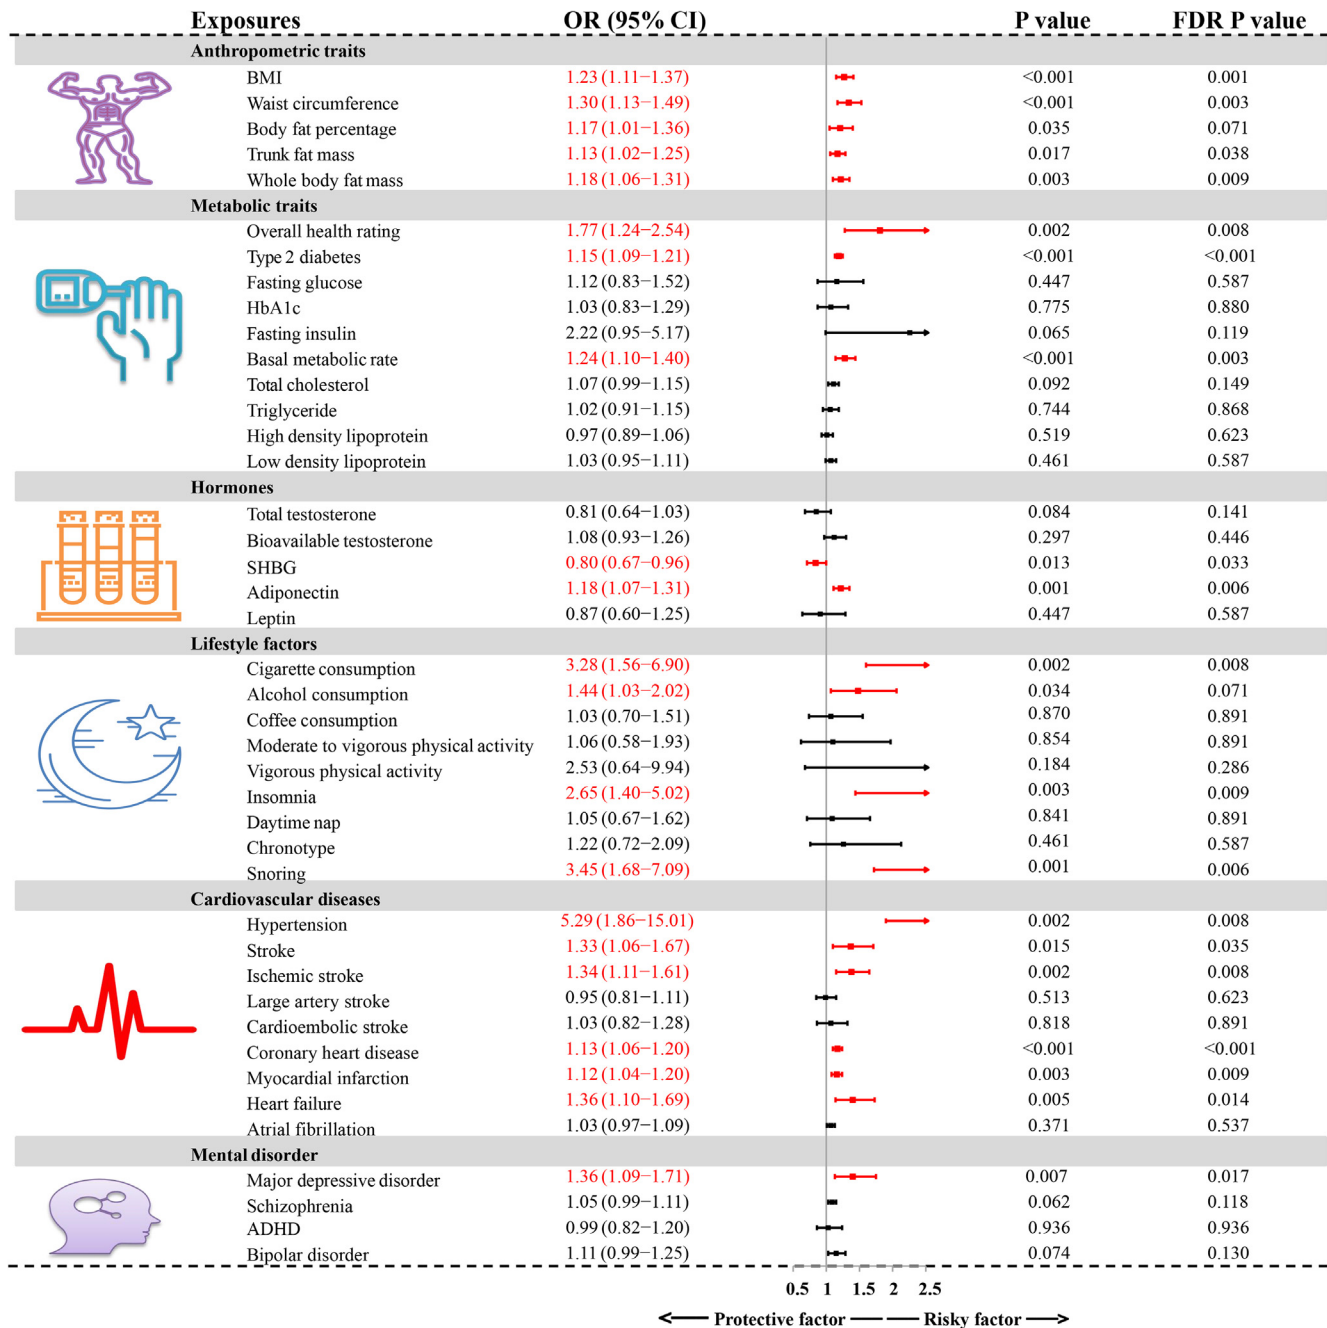 Exposures OR (95% CI) P value FDR P value
Anthropometric traits
BMI 1.23 (1.11−1.37) <0.001 0.001
Waist circumference 1.30 (1.13−1.49) <0.001 0.003
Body fat percentage 1.17 (1.01−1.36) 0.035 0.071
Trunk fat mass 1.13 (1.02−1.25) 0.017 0.038
Whole body fat mass 1.18 (1.06−1.31) 0.003 0.009
Metabolic traits
Overall health rating 1.77 (1.24−2.54) 0.002 0.008
Type 2 diabetes 1.15 (1.09−1.21) <0.001 <0.001
Fasting glucose 1.12 (0.83−1.52) 0.447 0.587
HbA1c 1.03 (0.83−1.29) 0.775 0.880
Fasting insulin 2.22 (0.95−5.17) 0.065 0.119
Basal metabolic rate 1.24 (1.10−1.40) <0.001 0.003
Total cholesterol 1.07 (0.99−1.15) 0.092 0.149
Triglyceride 1.02 (0.91−1.15) 0.744 0.868
High density lipoprotein 0.97 (0.89−1.06) 0.519 0.623
Low density lipoprotein 1.03 (0.95−1.11) 0.461 0.587
Hormones
Total testosterone 0.81 (0.64−1.03) 0.084 0.141
Bioavailable testosterone 1.08 (0.93−1.26) 0.297 0.446
SHBG 0.80 (0.67−0.96) 0.013 0.033
Adiponectin 1.18 (1.07−1.31) 0.001 0.006
Leptin 0.87 (0.60−1.25) 0.447 0.587
Lifestyle factors
Cigarette consumption 3.28 (1.56−6.90) 0.002 0.008
Alcohol consumption 1.44 (1.03−2.02) 0.034 0.071
Coffee consumption 1.03 (0.70−1.51) 0.870 0.891
Moderate to vigorous physical activity 1.06 (0.58−1.93) 0.854 0.891
Vigorous physical activity 2.53 (0.64−9.94) 0.184 0.286
Insomnia 2.65 (1.40−5.02) 0.003 0.009
Daytime nap 1.05 (0.67−1.62) 0.841 0.891
Chronotype 1.22 (0.72−2.09) 0.461 0.587
Snoring 3.45 (1.68−7.09) 0.001 0.006
Cardiovascular diseases
Hypertension 5.29 (1.86−15.01) 0.002 0.008
Stroke 1.33 (1.06−1.67) 0.015 0.035
Ischemic stroke 1.34 (1.11−1.61) 0.002 0.008
Large artery stroke 0.95 (0.81−1.11) 0.513 0.623
Cardioembolic stroke 1.03 (0.82−1.28) 0.818 0.891
Coronary heart disease 1.13 (1.06−1.20) <0.001 <0.001
Myocardial infarction 1.12 (1.04−1.20) 0.003 0.009
Heart failure 1.36 (1.10−1.69) 0.005 0.014
Atrial fibrillation 1.03 (0.97−1.09) 0.371 0.537
Mental disorder
Major depressive disorder 1.36 (1.09−1.71) 0.007 0.017
Schizophrenia 1.05 (0.99−1.11) 0.062 0.118
ADHD 0.99 (0.82−1.20) 0.936 0.936
Bipolar disorder 1.11 (0.99−1.25) 0.074 0.130
0.5 1 1.5 2 2.5
Protective factor Risky factor